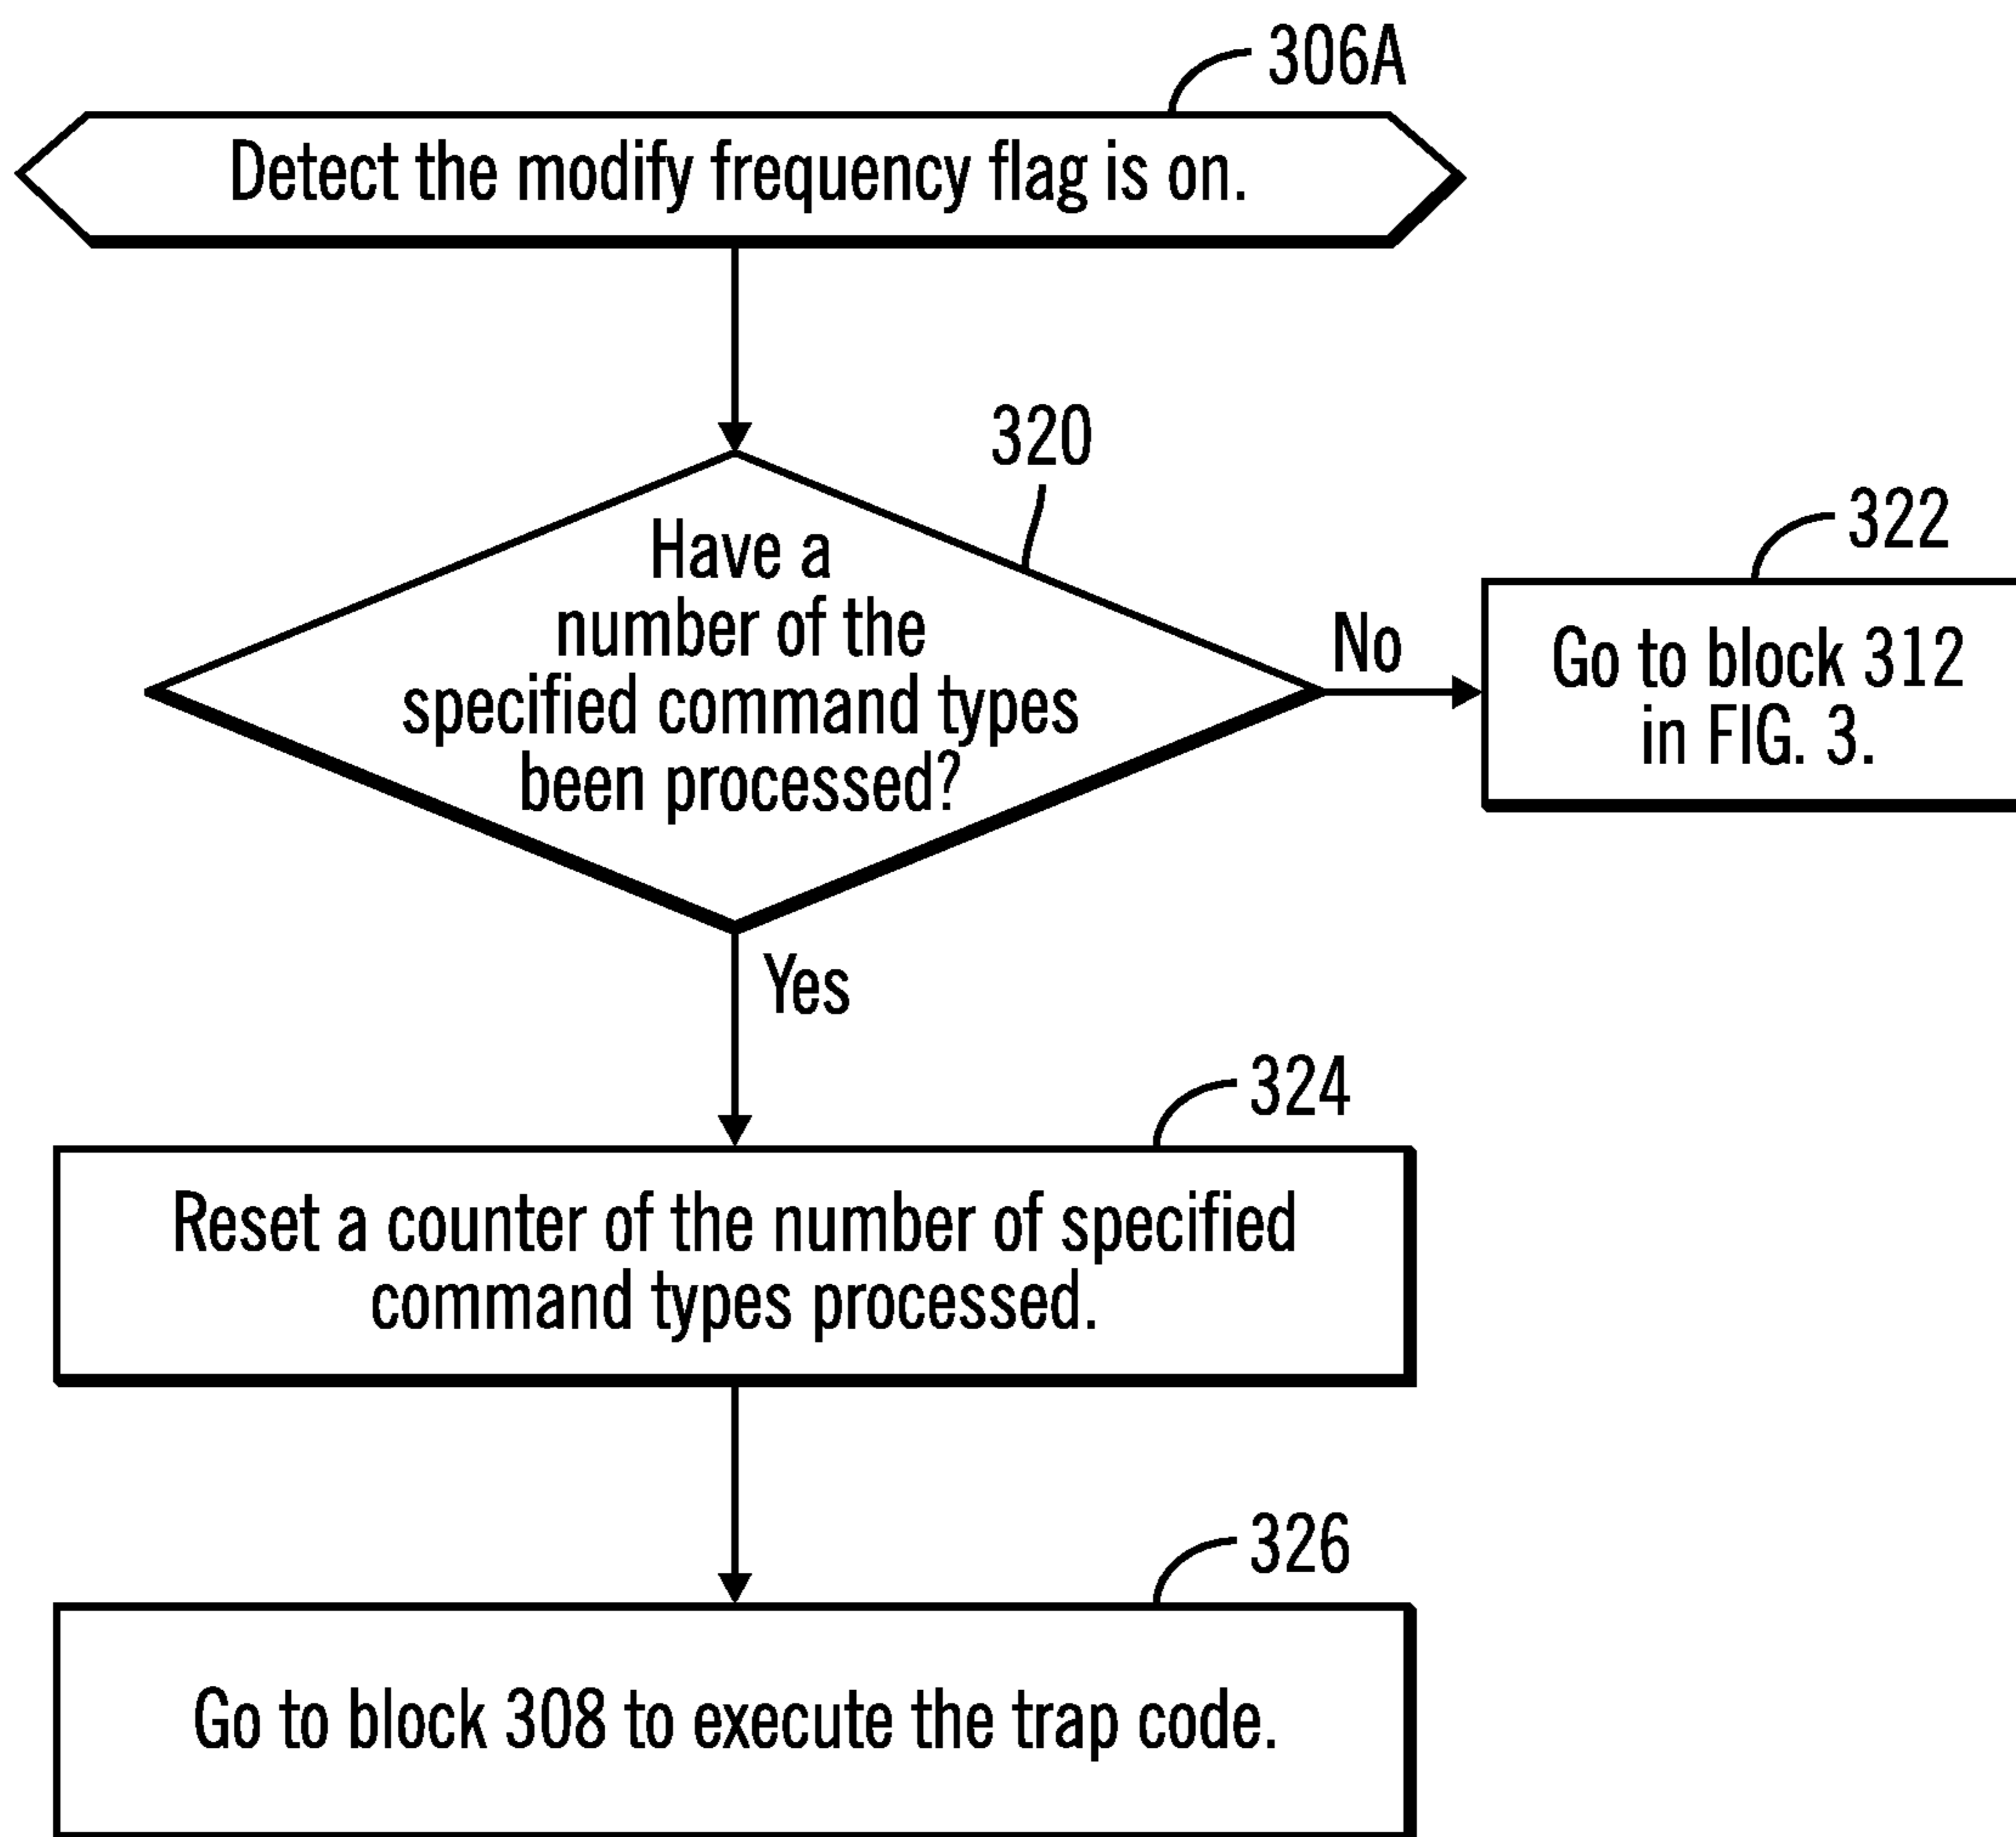 306A
Detect the modify frequency flag is on.
320
Have a
number of the
specified command types
been processed?
No
322
Go to block 312
in FIG. 3.
Yes
324
Reset a counter of the number of specified
command types processed.
326
Go to block 308 to execute the trap code.